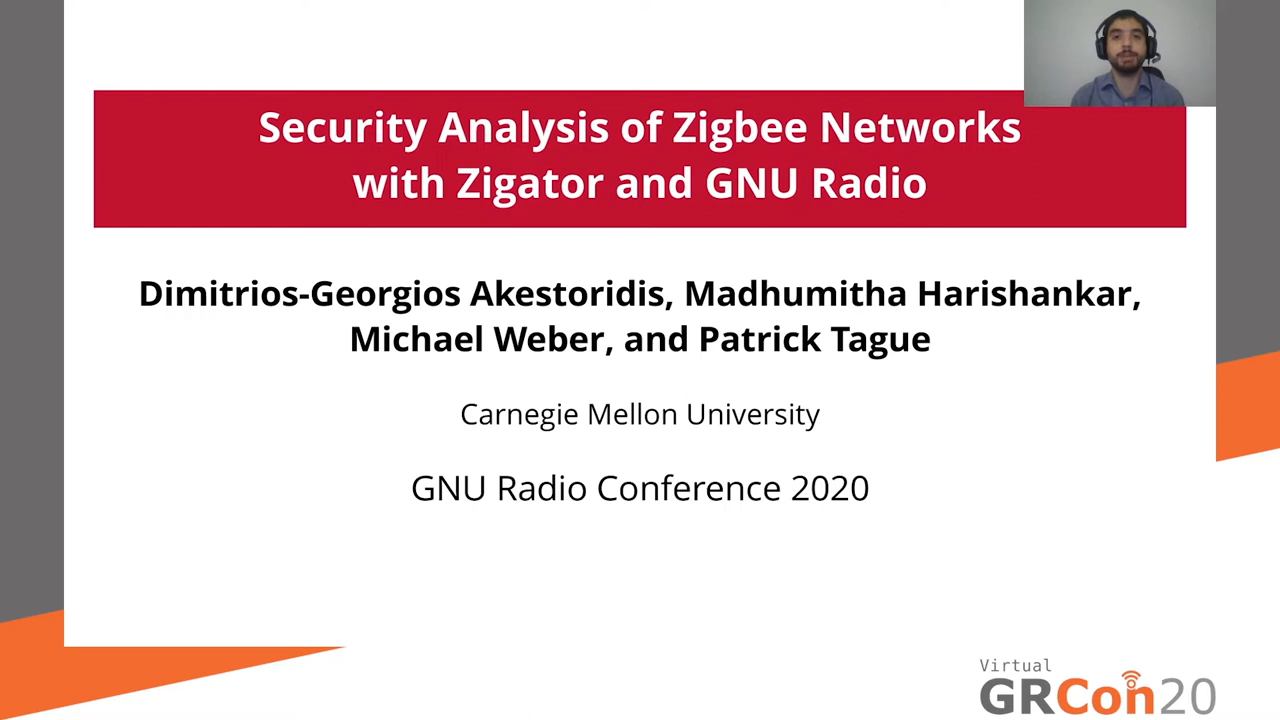 Security Analysis of Zigbee Networks
with Zigator and GNU Radio
Dimitrios-Georgios Akestoridis, Madhumitha Harishankar,
Michael Weber, and Patrick Tague
Carnegie Mellon University
GNU Radio Conference 2020
Virtual
GRCon20